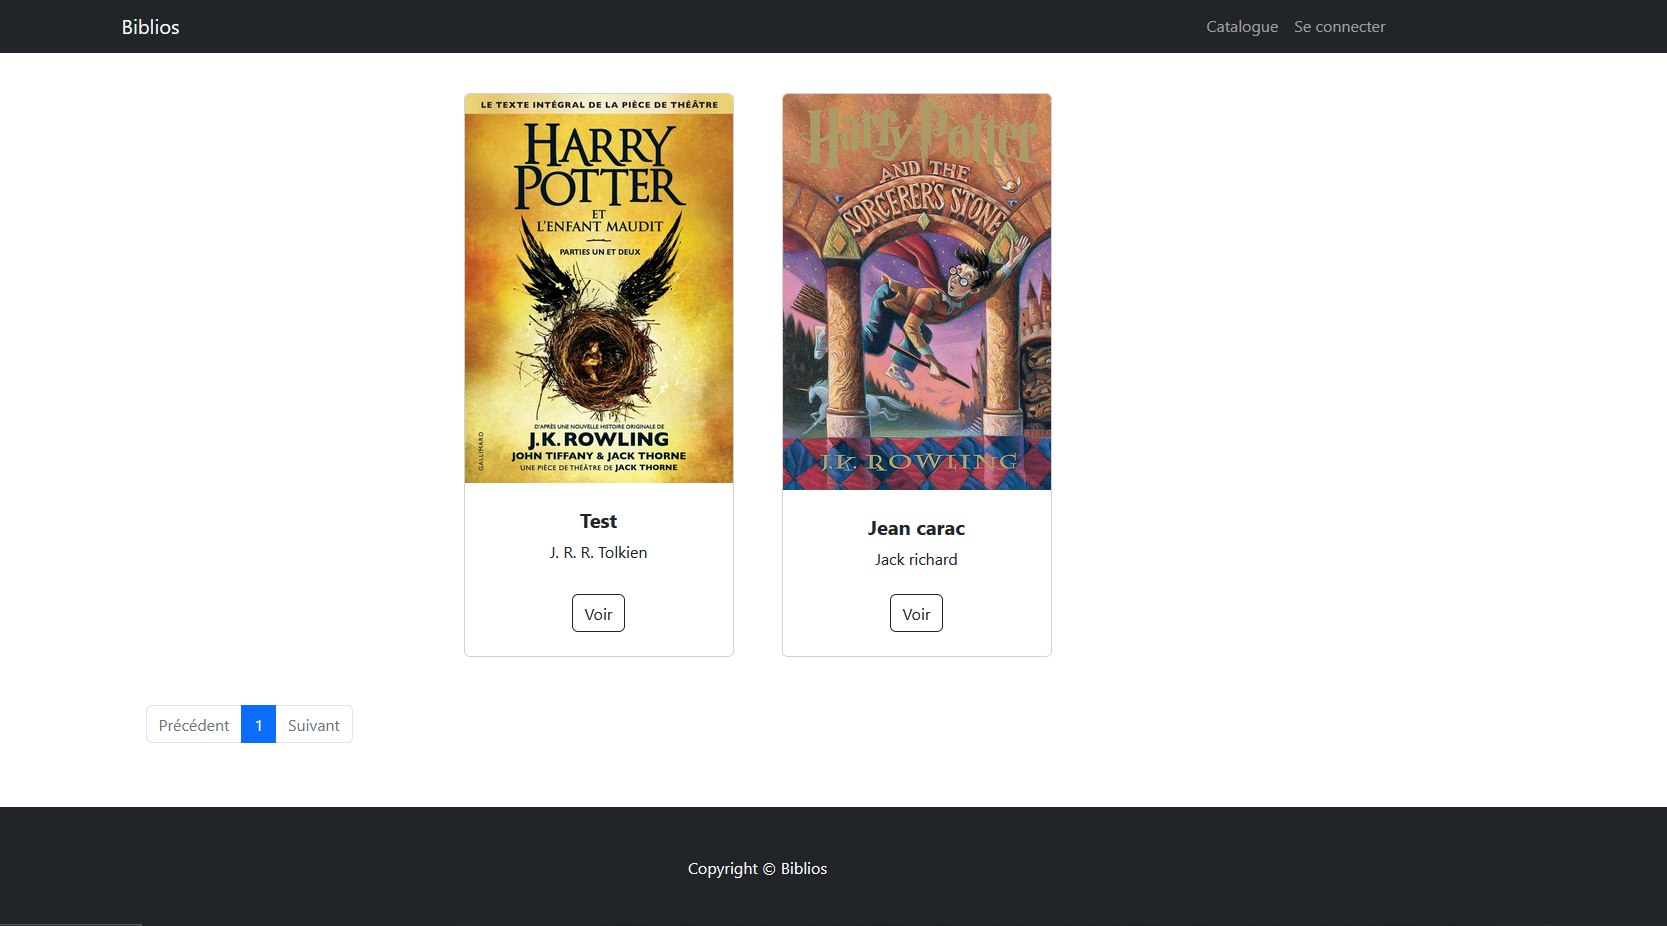 Biblios
Catalogue
Se connecter
LE TEXTE INTÉGRAL DE LA PIÈCE DE THÉÂTRE
HARRY
POTTER
ET
L'ENFANT MAUDIT
PARTIES UN ET DEUX
D'APRÈS UNE NOUVELLE HISTOIRE ORIGINALE DE
J.K. ROWLING
JOHN TIFFANY & JACK THORNE
UNE PIÈCE DE THÉÂTRE DE JACK THORNE
GALLIMARD
Test
J. R. R. Tolkien
Voir
Harry Potter
AND THE
SORCERER'S STONE
J.K. ROWLING
Jean carac
Jack richard
Voir
Précédent
1
Suivant
Copyright © Biblios